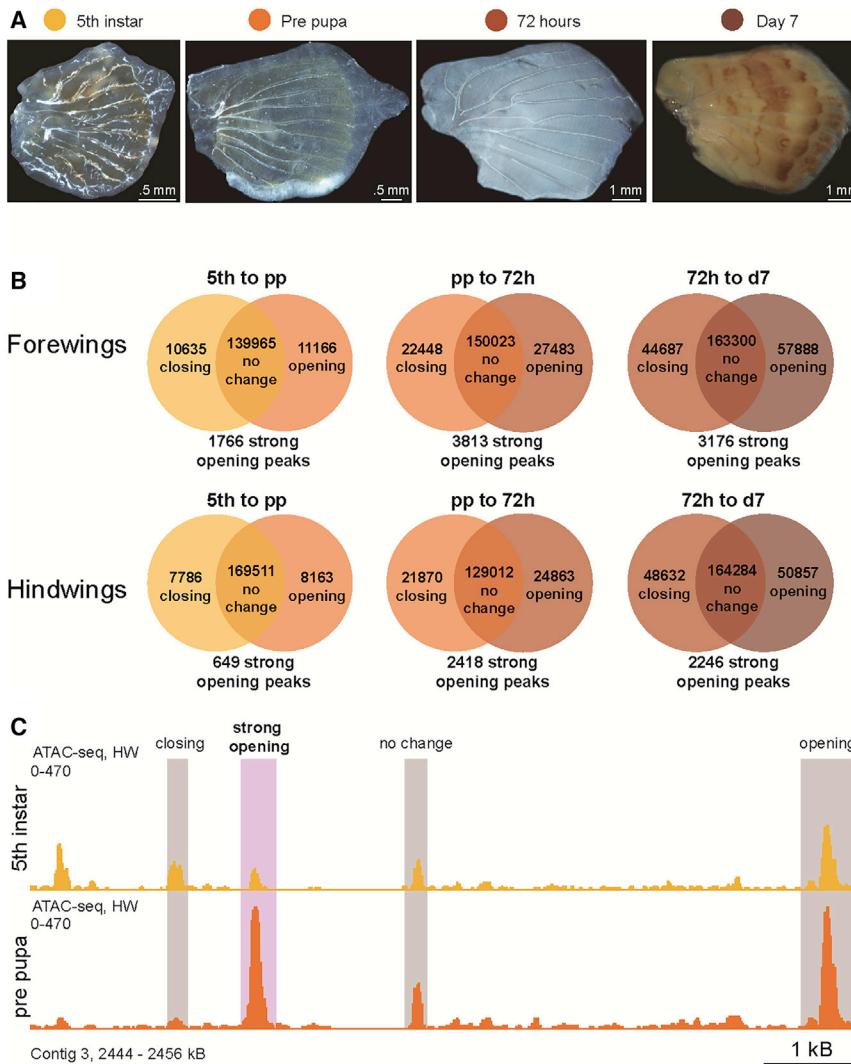 A
5th instar
Pre pupa
72 hours
Day 7
.5 mm
.5 mm
1 mm
1 mm
B
5th to pp
pp to 72h
72h to d7
Forewings
10635
closing
139965
no
change
11166
opening
22448
closing
150023
no
change
27483
opening
44687
closing
163300
no
change
57888
opening
1766 strong
opening peaks
3813 strong
opening peaks
3176 strong
opening peaks
5th to pp
pp to 72h
72h to d7
Hindwings
7786
closing
169511
no
change
8163
opening
21870
closing
129012
no
change
24863
opening
48632
closing
164284
no
change
50857
opening
649 strong
opening peaks
2418 strong
opening peaks
2246 strong
opening peaks
C
closing
strong
opening
no change
opening
ATAC-seq, HW
0-470
5th instar
ATAC-seq, HW
0-470
pre pupa
Contig 3, 2444 - 2456 kB
1 kB